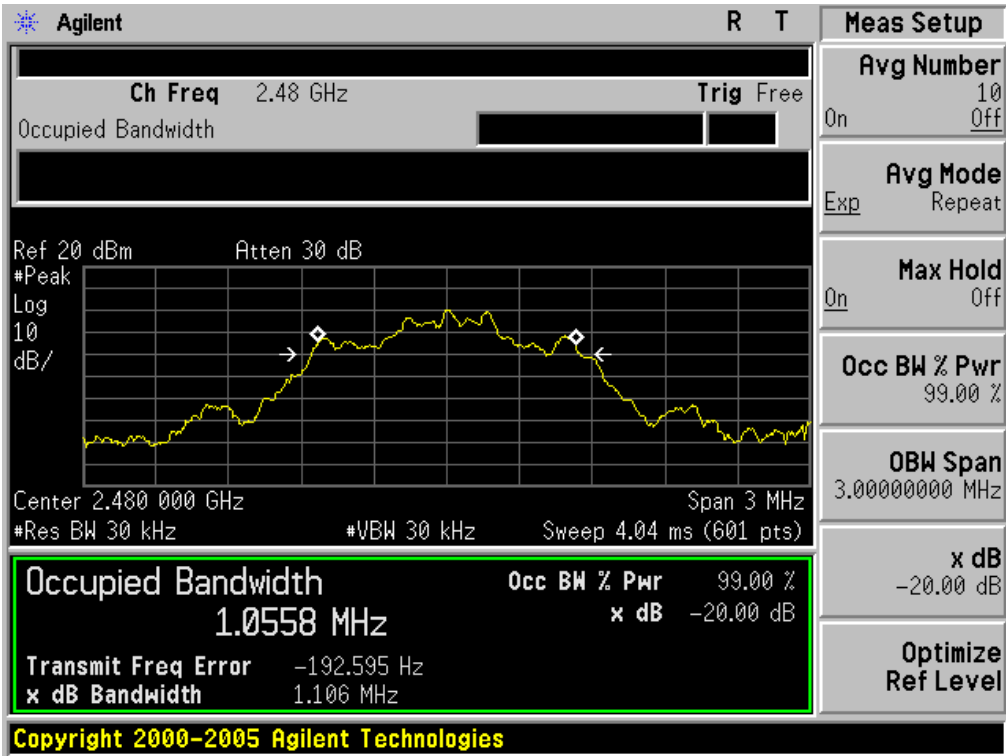 Agilent R T
Ch Freq 2.48 GHz Trig Free
Occupied Bandwidth
Ref 20 dBm Atten 30 dB
#Peak
Log
10
dB/
Center 2.480 000 GHz Span 3 MHz
#Res BW 30 kHz #VBW 30 kHz Sweep 4.04 ms (601 pts)
Occupied Bandwidth Occ BW % Pwr 99.00 %
1.0558 MHz x dB -20.00 dB
Transmit Freq Error -192.595 Hz
x dB Bandwidth 1.106 MHz
Copyright 2000-2005 Agilent Technologies
Meas Setup
Avg Number
10
On Off
Avg Mode
Exp Repeat
Max Hold
On Off
Occ BW % Pwr
99.00 %
OBW Span
3.00000000 MHz
x dB
-20.00 dB
Optimize
Ref Level